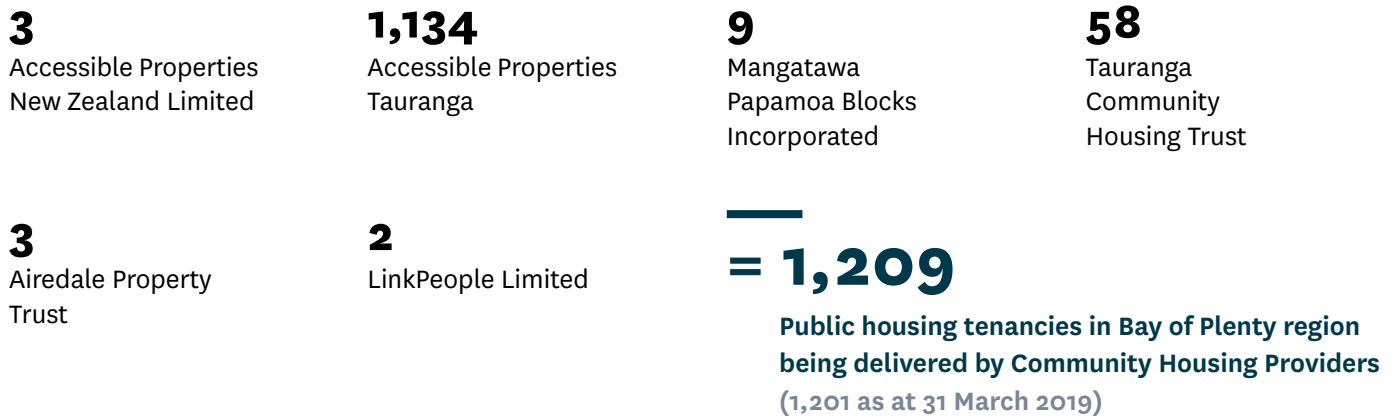 3
Accessible Properties
New Zealand Limited
1,134
Accessible Properties
Tauranga
9
Mangatawa
Papamoa Blocks
Incorporated
58
Tauranga
Community
Housing Trust
3
Airedale Property
Trust
2
LinkPeople Limited
= 1,209
Public housing tenancies in Bay of Plenty region
being delivered by Community Housing Providers
(1,201 as at 31 March 2019)